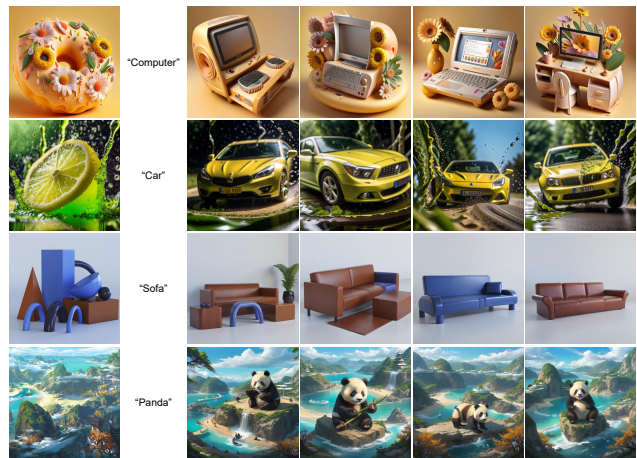 “Computer”
“Car”
“Sofa”
“Panda”